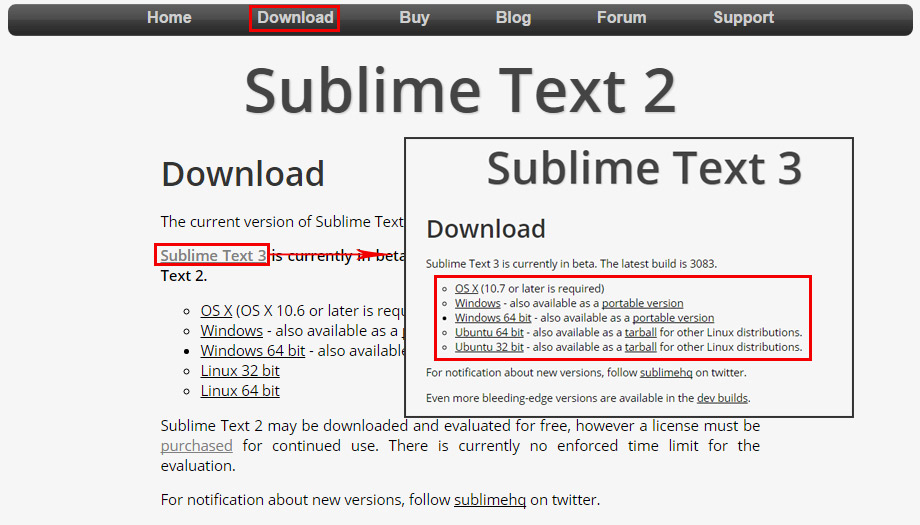 Home Download Buy Blog Forum Support
Sublime Text 2
Download
The current version of Sublime Text
Sublime Text 3 is currently in beta
Text 2.
OS X (OS X 10.6 or later is
Windows - also available as a
Windows 64 bit - also available
Linux 32 bit
Linux 64 bit
Sublime Text 2 may be downloaded and evaluated for free, however a license must be
purchased for continued use. There is currently no enforced time limit for the
evaluation.
For notification about new versions, follow sublimehq on twitter.
Sublime Text 3
Download
Sublime Text 3 is currently in beta. The latest build is 3083.
OS X (10.7 or later is required)
Windows - also available as a portable version
Windows 64 bit - also available as a portable version
Ubuntu 64 bit - also available as a tarball for other Linux distributions.
Ubuntu 32 bit - also available as a tarball for other Linux distributions.
For notification about new versions, follow sublimehq on twitter.
Even more bleeding-edge versions are available in the dev builds.